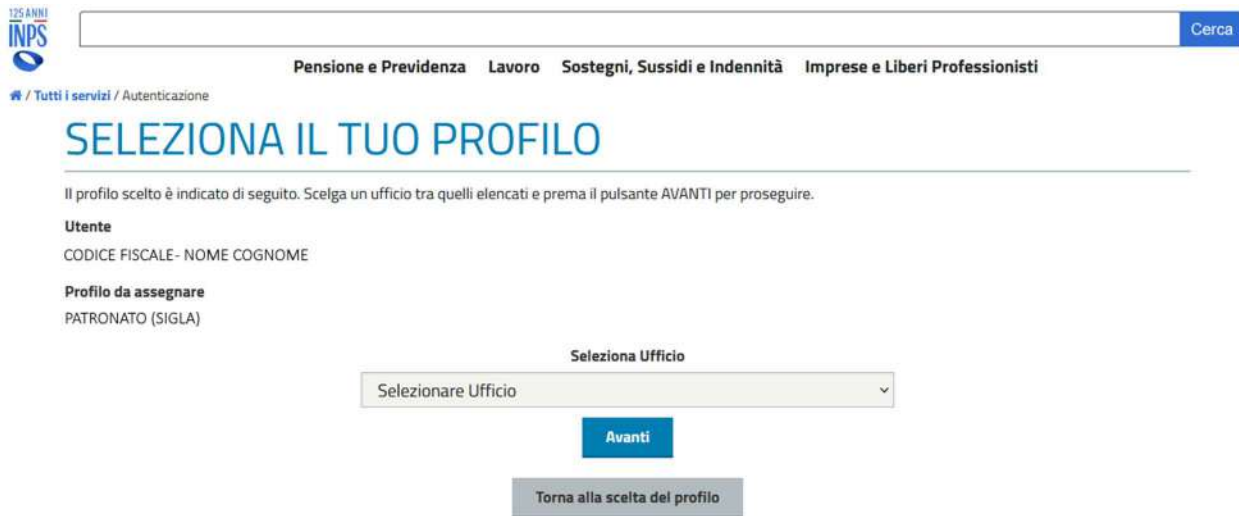 125 ANNI
INPS
Cerca
Pensione e Previdenza Lavoro Sostegni, Sussidi e Indennità Imprese e Liberi Professionisti
/ Tutti i servizi / Autenticazione
SELEZIONA IL TUO PROFILO
Il profilo scelto è indicato di seguito. Scelga un ufficio tra quelli elencati e prema il pulsante AVANTI per proseguire.
Utente
CODICE FISCALE- NOME COGNOME
Profilo da assegnare
PATRONATO (SIGLA)
Seleziona Ufficio
Selezionare Ufficio
Avanti
Torna alla scelta del profilo